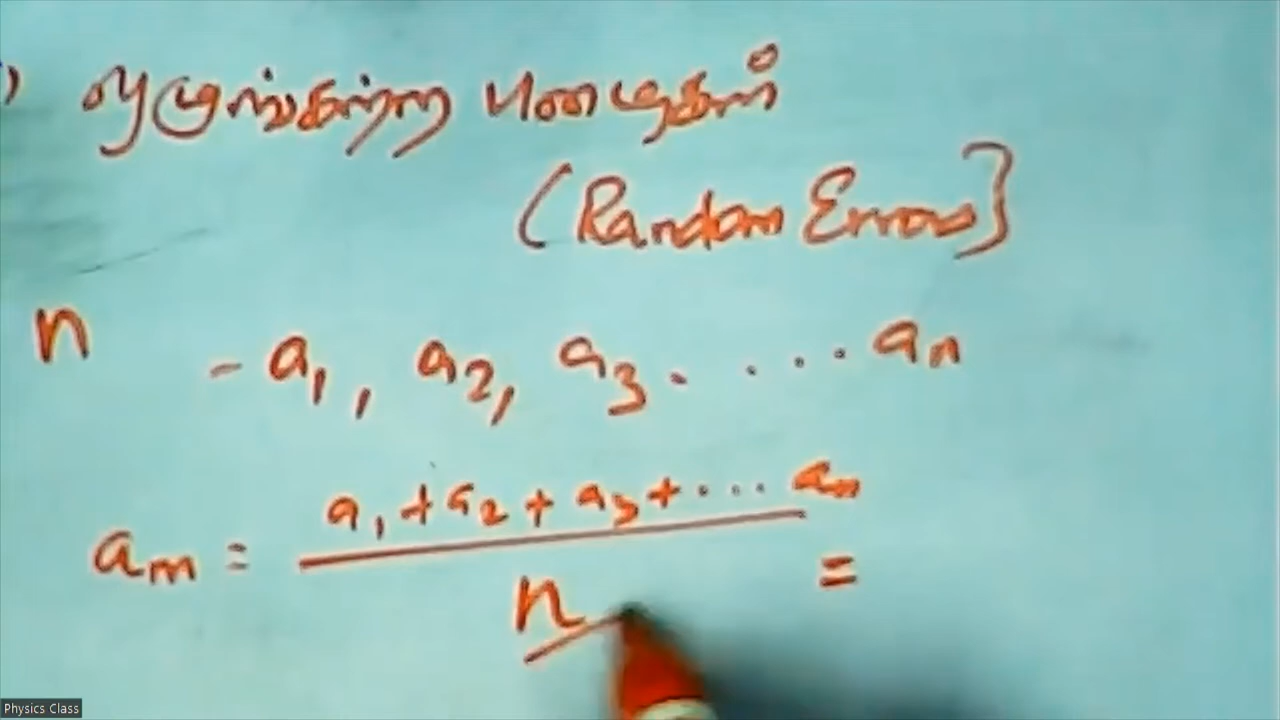 ) ஒழுங்கற்ற பிழைகள்
(Random Errors)
n - a₁, a₂, a₃. . . . aₙ
aₘ = a₁ + a₂ + a₃ + . . . aₙ / n =
Physics Class